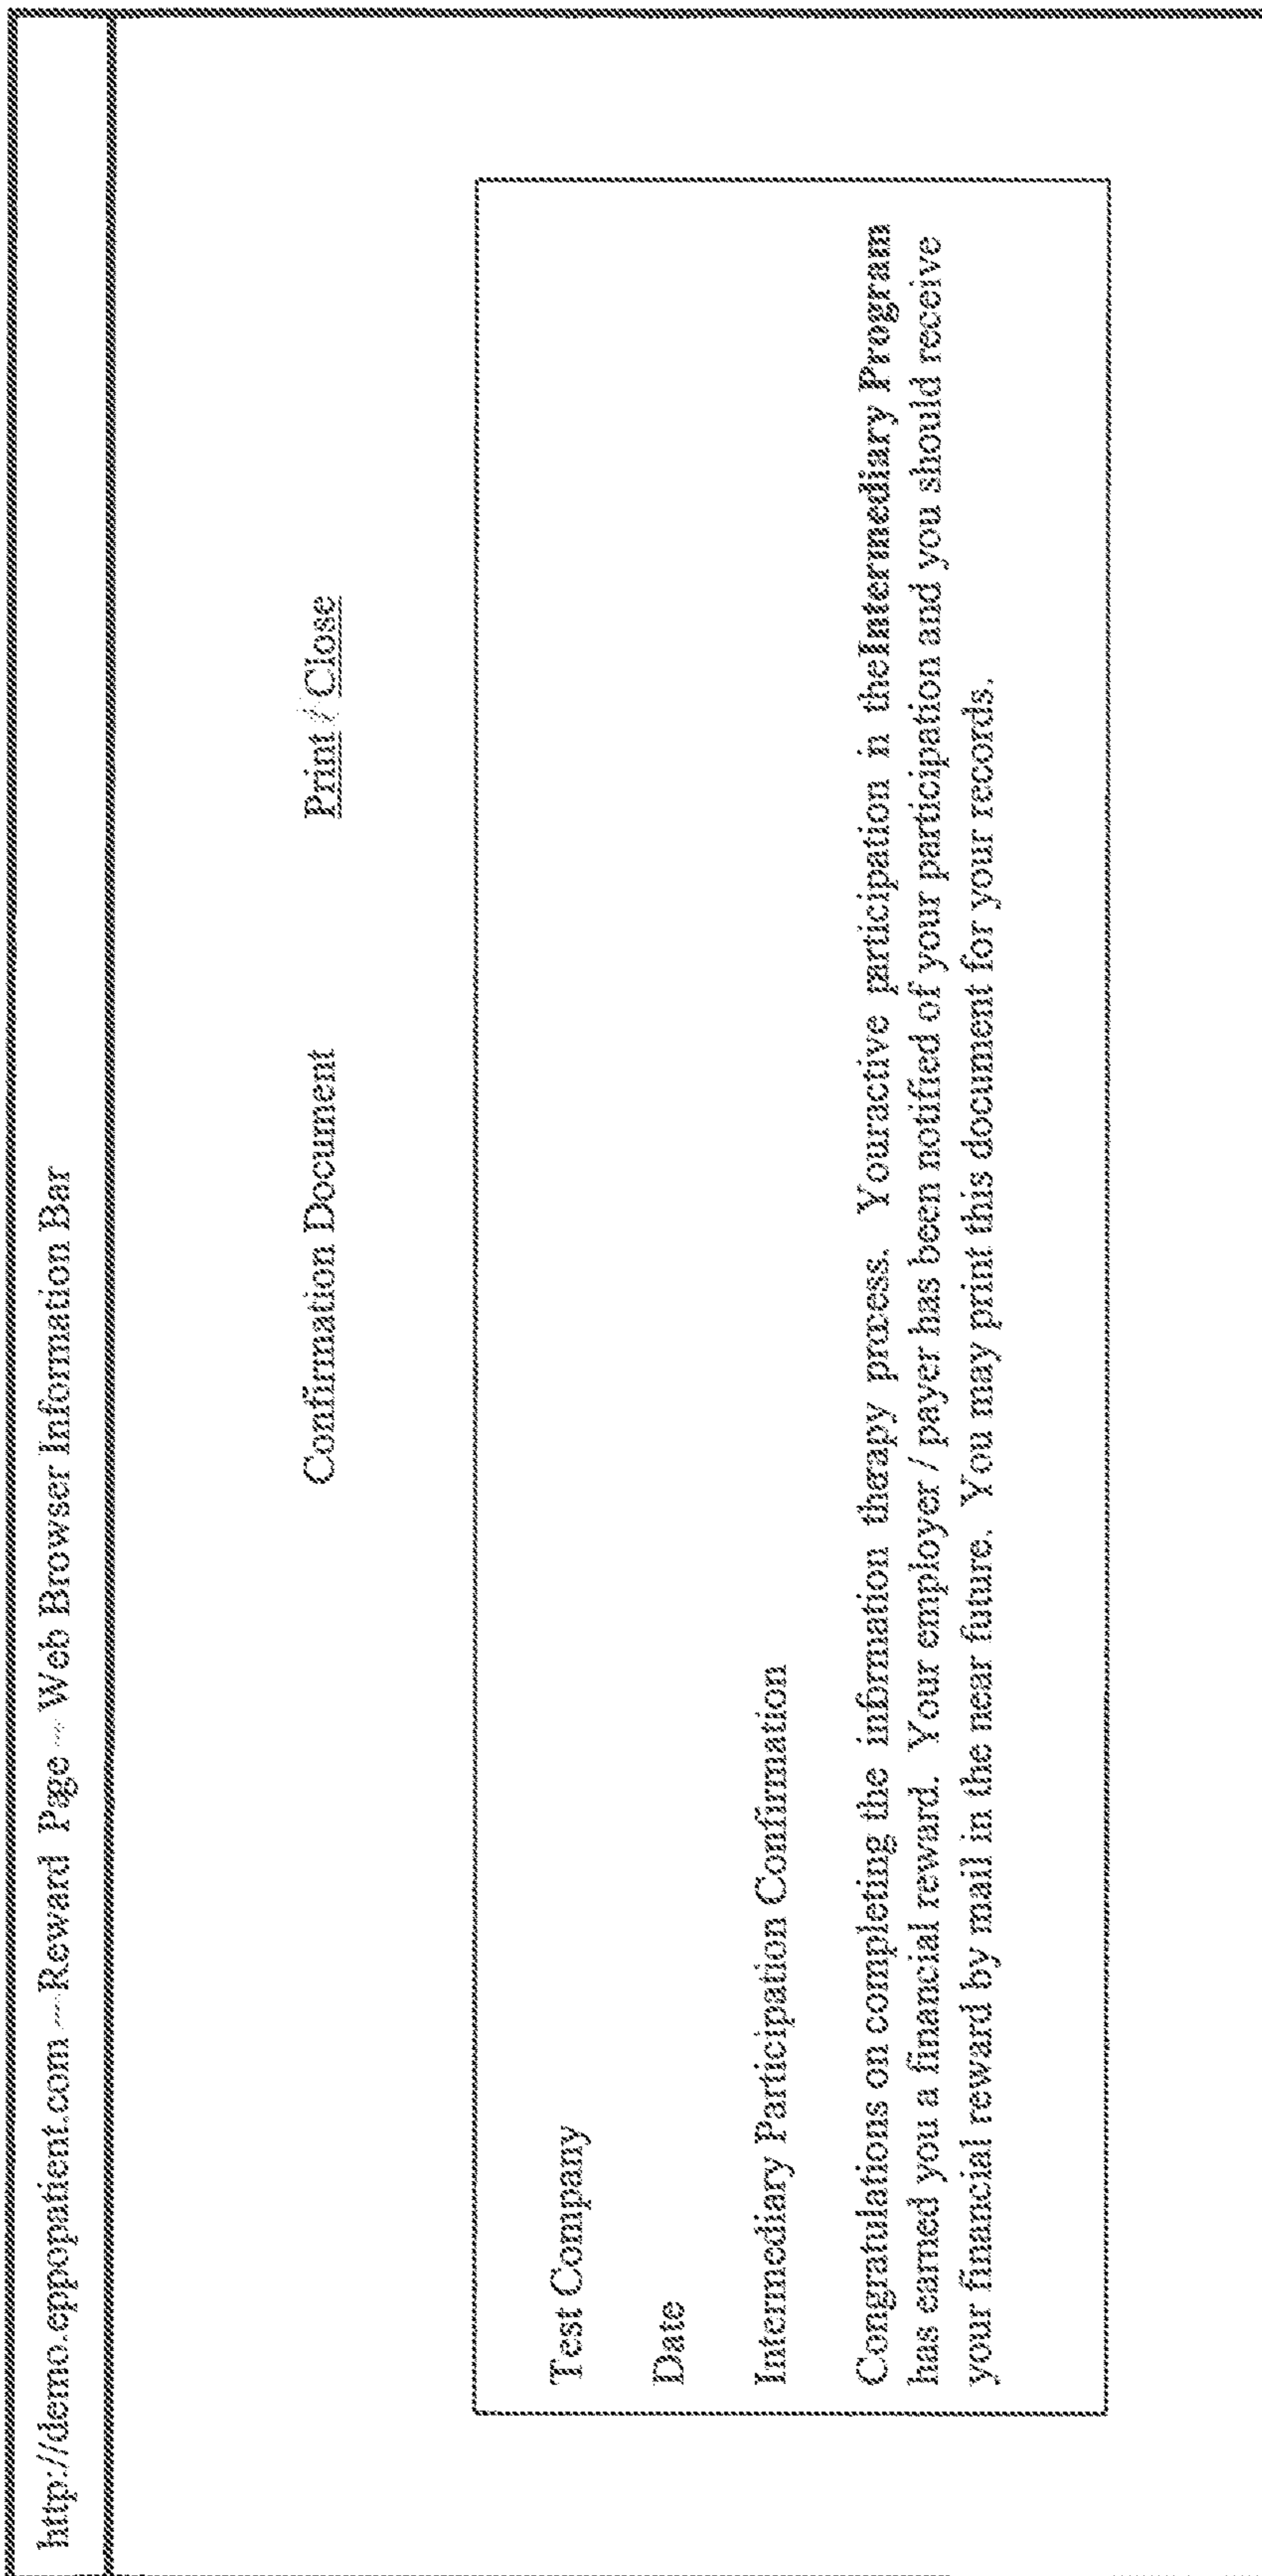 http://demo.eppopatient.com — Reward Page — Web Browser Information Bar
Confirmation Document Print / Close
Test Company
Date
Intermediary Participation Confirmation
Congratulations on completing the information therapy process. Youractive participation in theIntermediary Program
has earned you a financial reward. Your employer / payer has been notified of your participation and you should receive
your financial reward by mail in the near future. You may print this document for your records.